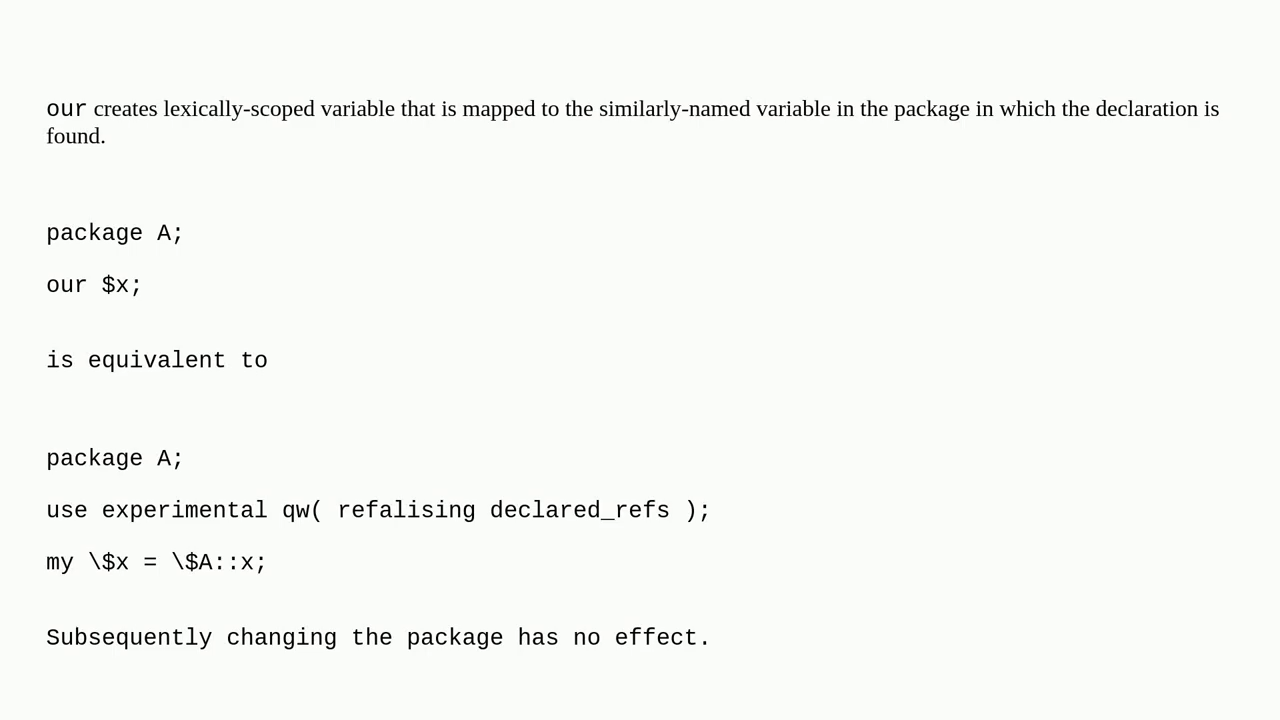 our creates lexically-scoped variable that is mapped to the similarly-named variable in the package in which the declaration is
found.
package A;
our $x;
is equivalent to
package A;
use experimental qw( refalising declared_refs );
my \$x = \$A::x;
Subsequently changing the package has no effect.